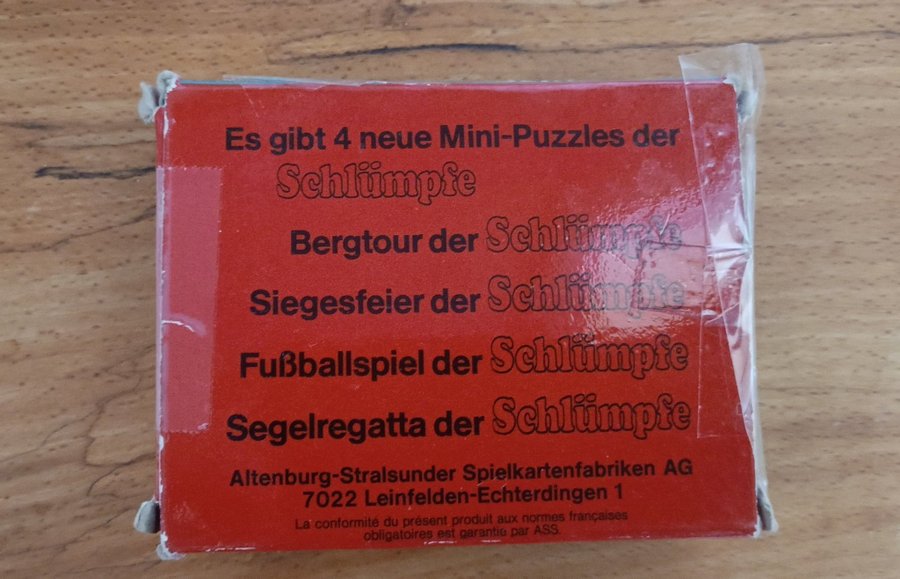 Es gibt 4 neue Mini-Puzzles der
Schlümpfe
Bergtour der Schlümpfe
Siegesfeier der Schlümpfe
Fußballspiel der Schlümpfe
Segelregatta der Schlümpfe
Altenburg-Stralsunder Spielkartenfabriken AG
7022 Leinfelden-Echterdingen 1
La conformité du présent produit aux normes françaises
obligatoires est garantie par ASS.